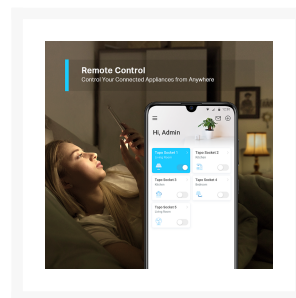 Remote Control
Control Your Connected Appliances from Anywhere
Hi, Admin
Tapo Socket 1
Living Room
Tapo Socket 2
Kitchen
Tapo Socket 3
Kitchen
Tapo Socket 4
Bedroom
Tapo Socket 5
Living Room